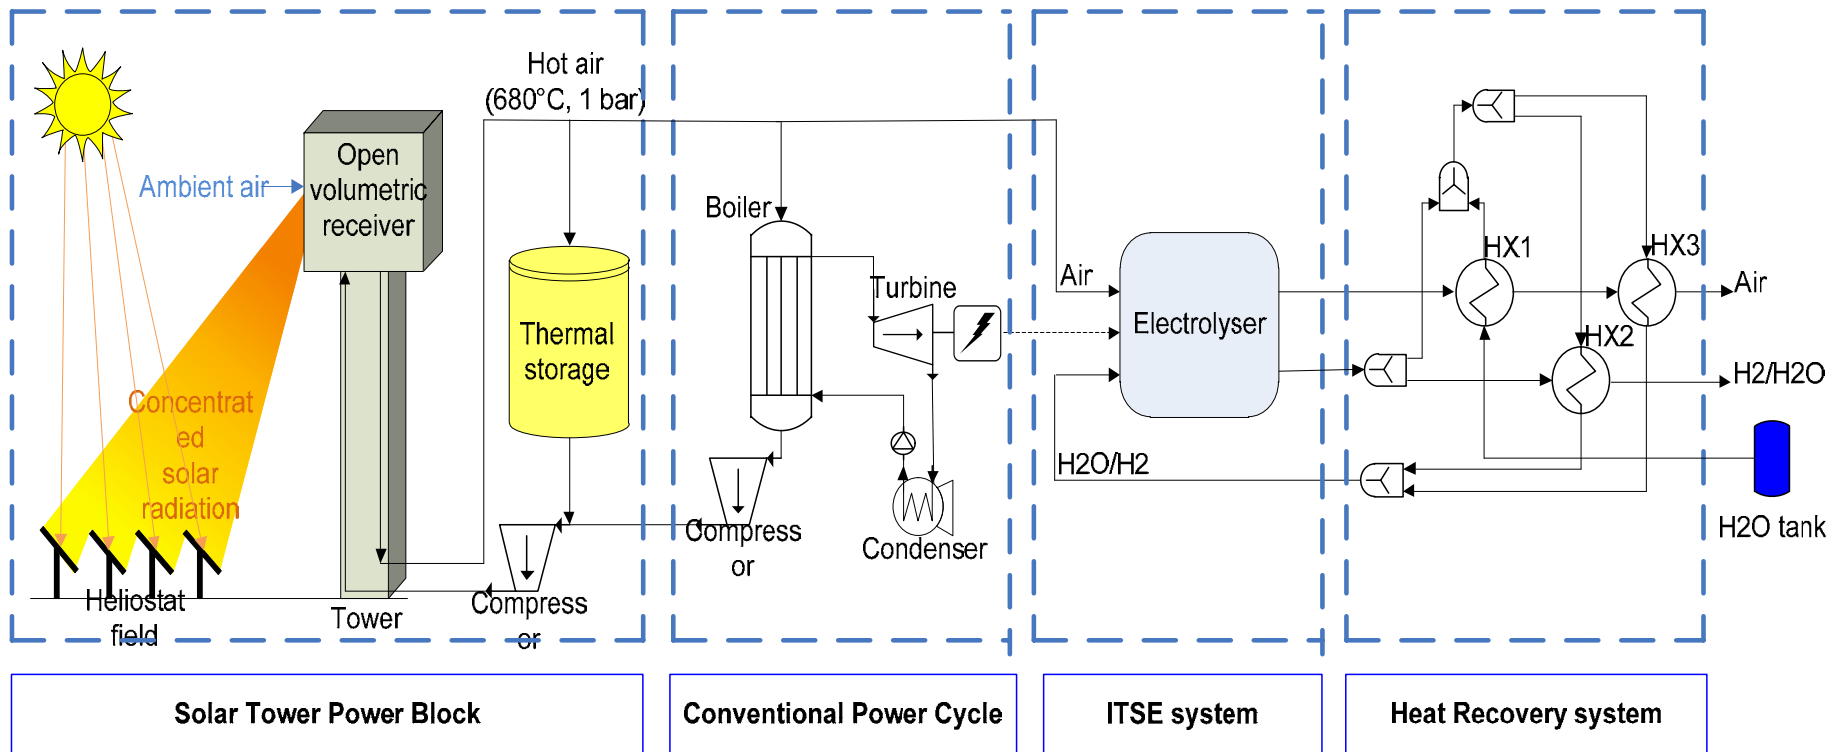 Hot air
(680°C, 1 bar)
Open
volumetric
receiver
Ambient air
Thermal
storage
Concentrat
ed
solar
radiation
Heliostat
field
Tower
Compress
or
Boiler
Turbine
Compress
or
Condenser
Air
Electrolyser
H2O/H2
HX1
HX3
HX2
Air
H2/H2O
H2O tank
Solar Tower Power Block
Conventional Power Cycle
ITSE system
Heat Recovery system